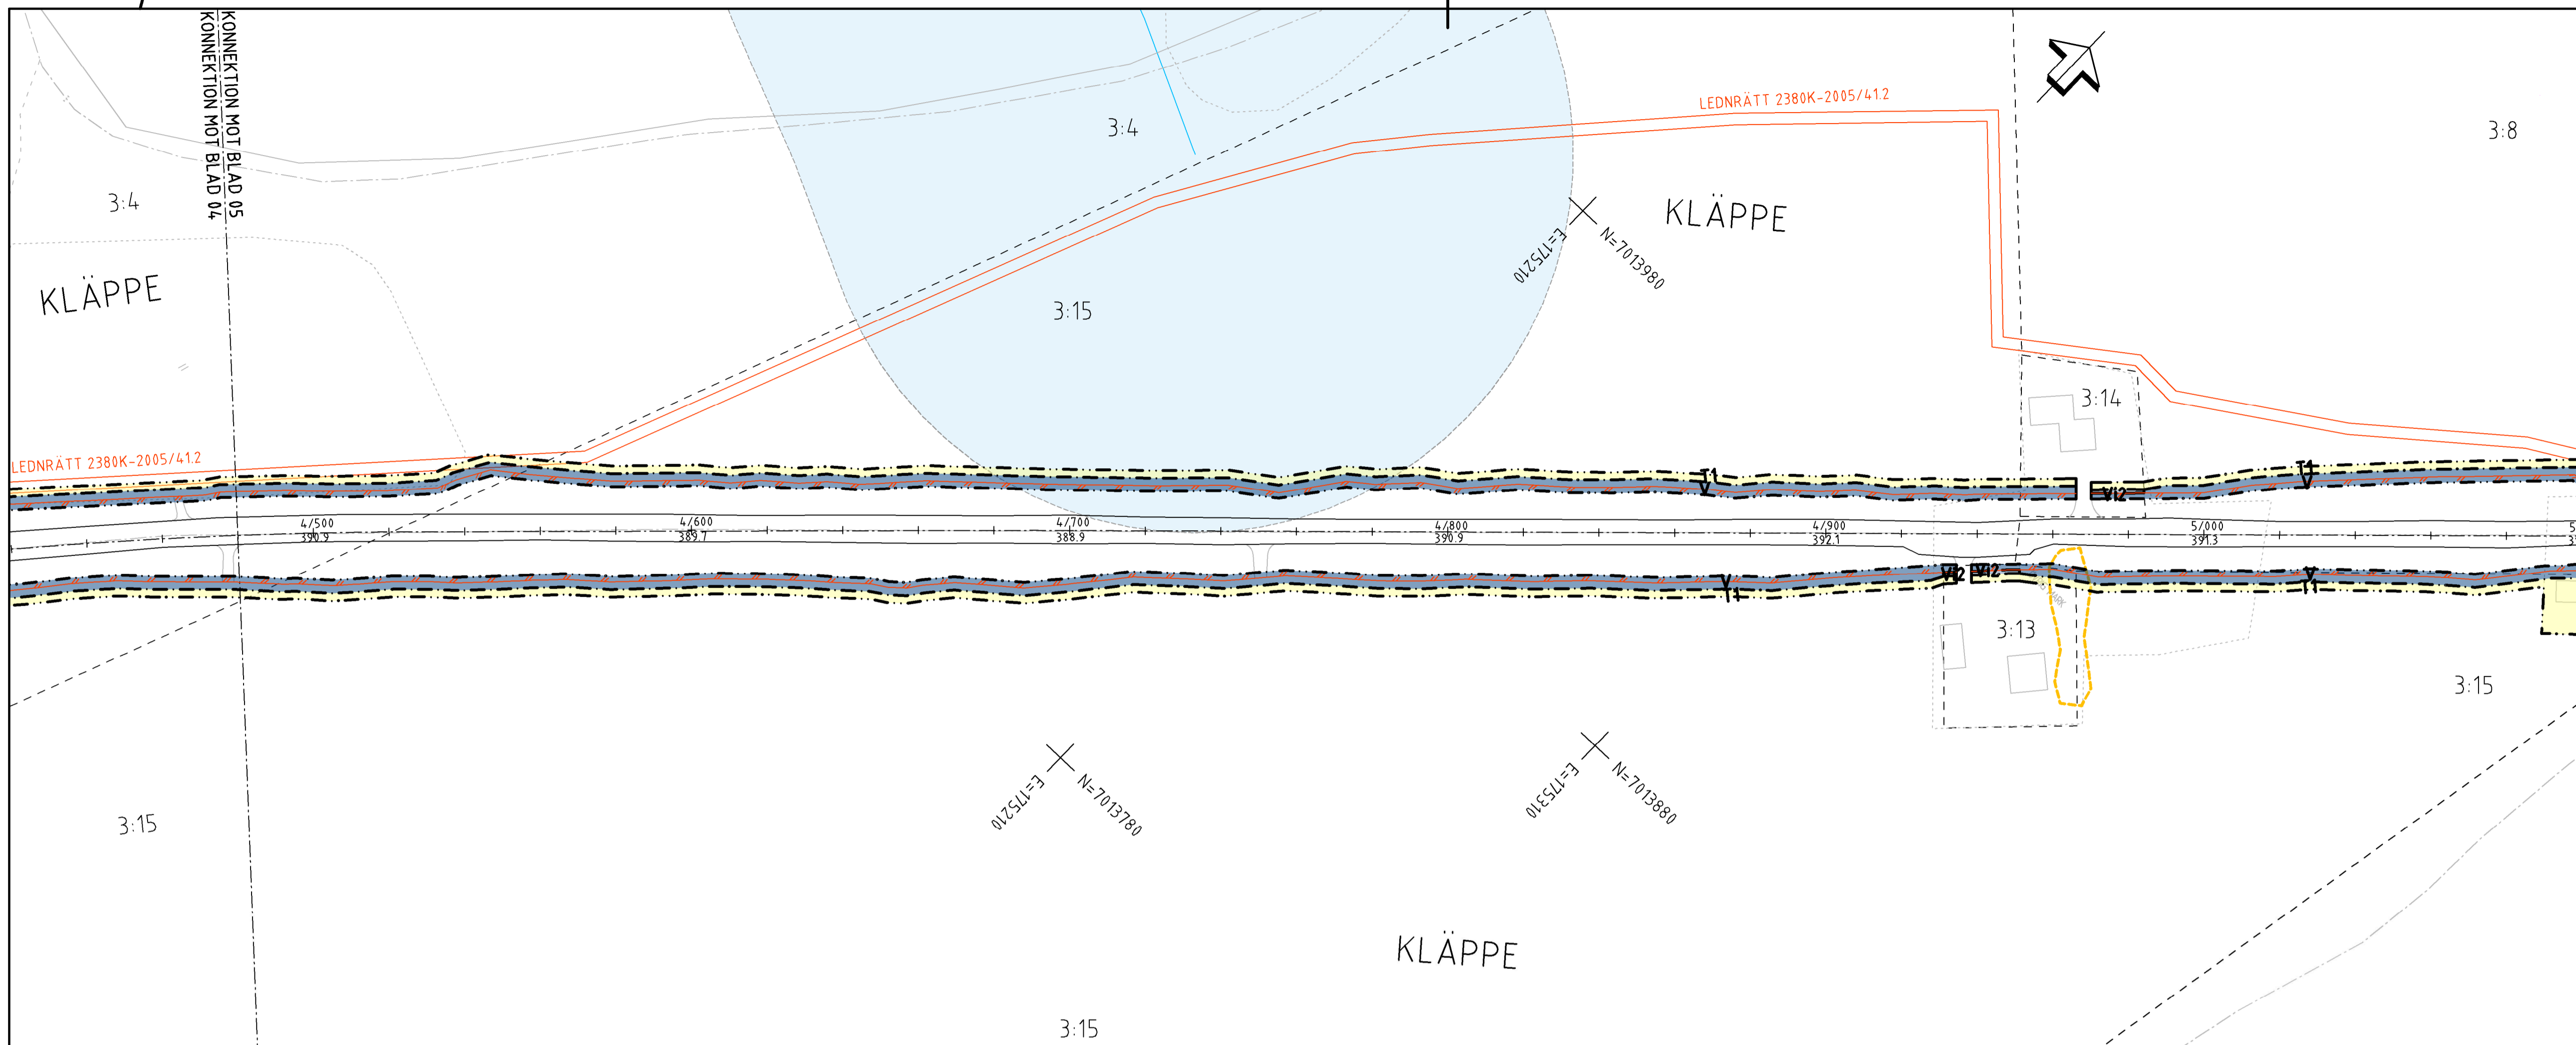 KONNEKTION MOT BLAD 05
KONNEKTION MOT BLAD 04
LEDNRÄTT 2380K-2005/41.2
3:4
3:8
3:4
KLÄPPE
E=175210
N=7013980
KLÄPPE
3:15
3:14
LEDNRÄTT 2380K-2005/41.2
T1
V
T1
V
Vi2
4/500
390.9
4/600
389.7
4/700
388.9
4/800
390.9
4/900
392.1
5/000
391.3
V
T1
Vi2
Vi2
V
T1
3:13
3:15
E=175210
N=7013780
E=175310
N=7013880
3:15
KLÄPPE
3:15